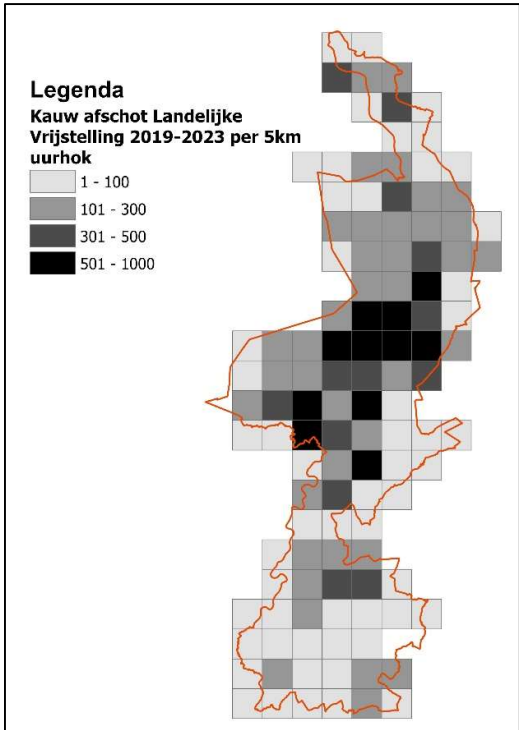 Legenda
Kauw afschot Landelijke
Vrijstelling 2019-2023 per 5km
uurhok
1 - 100
101 - 300
301 - 500
501 - 1000